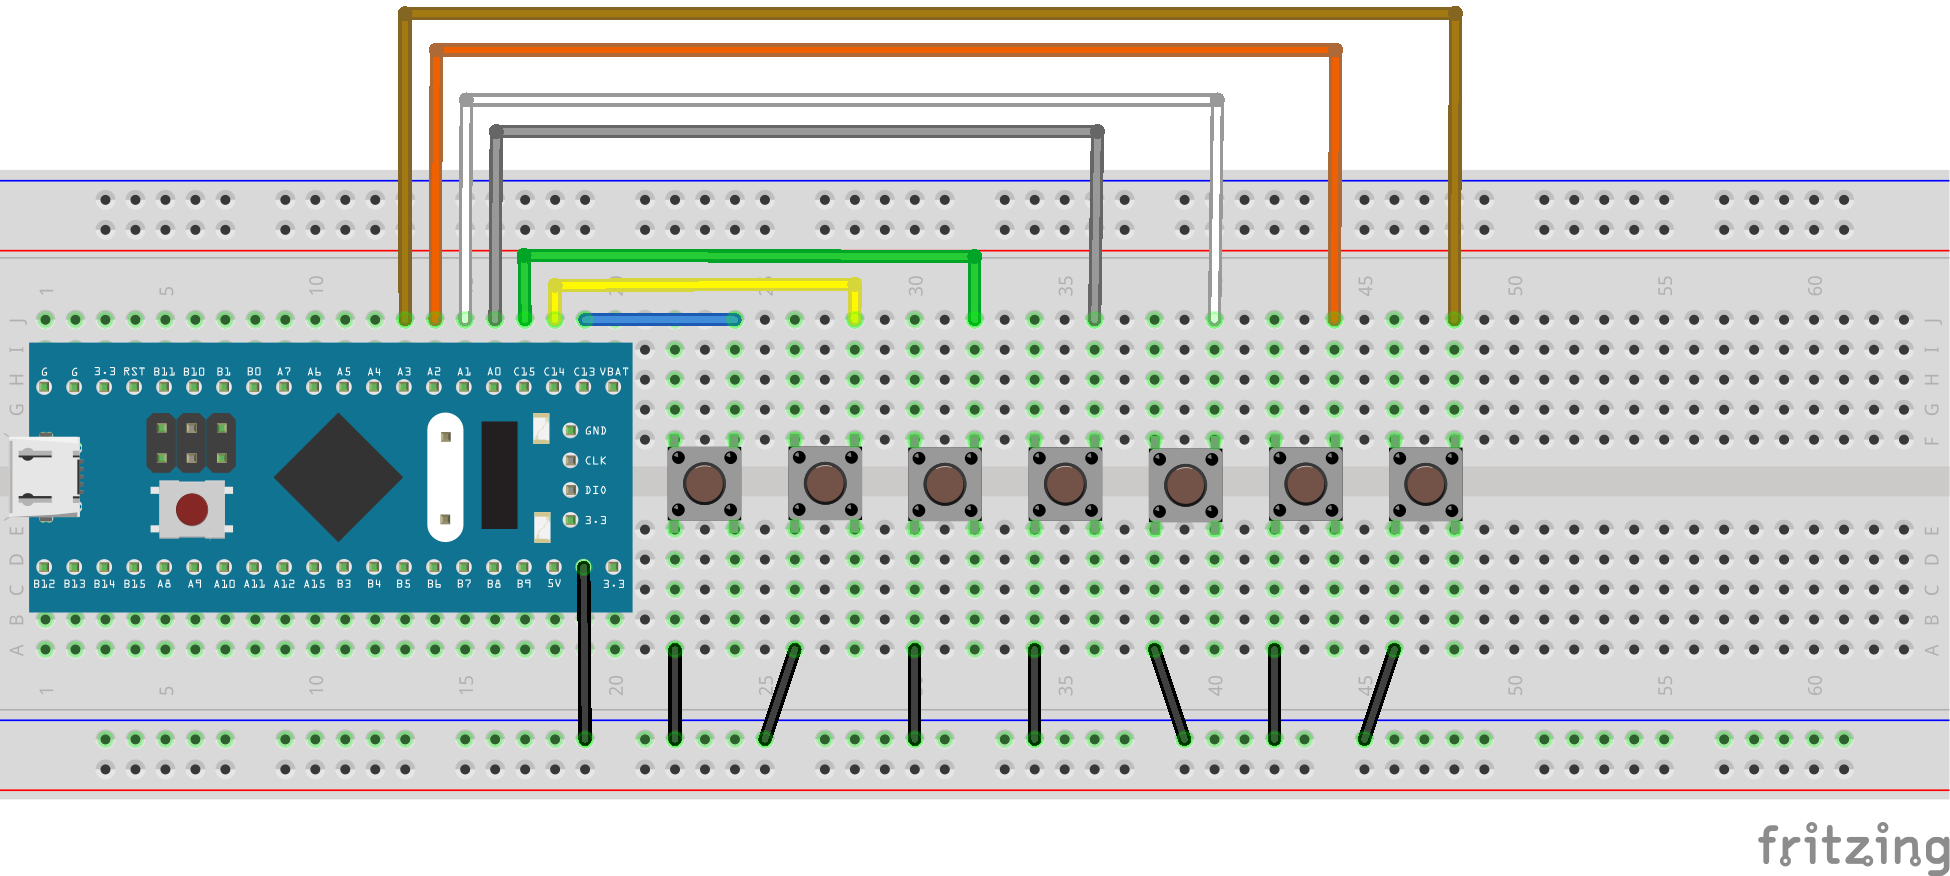 1 5 10 15 20 25 30 35 40 45 50 55 60
J J
I I
H H
G G
F F
G G 3.3 RST B11 B10 B1 B0 A7 A6 A5 A4 A3 A2 A1 A0 C15 C14 C13 VBAT
GND
CLK
DIO
3.3
E E
D D
C C
B12 B13 B14 B15 A8 A9 A10 A11 A12 A15 B3 B4 B5 B6 B7 B8 B9 5V 3.3
B B
A A
1 5 10 15 20 25 35 40 45 50 55 60
fritzing